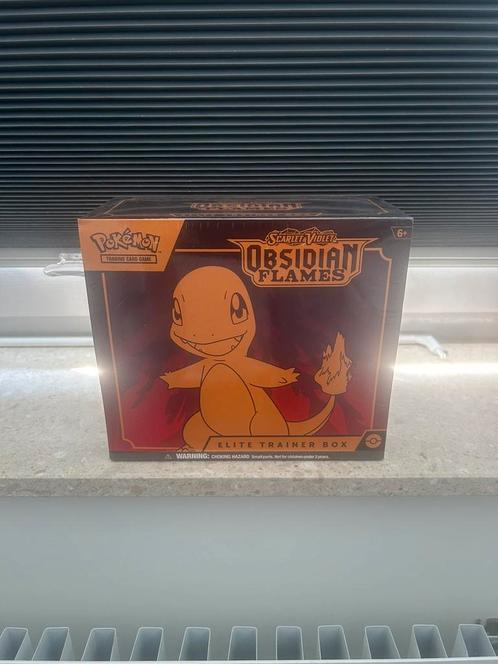 Pokémon
TRADING CARD GAME
SCARLET & VIOLET
OBSIDIAN
FLAMES
6+
ELITE TRAINER BOX
WARNING: CHOKING HAZARD Small parts. Not for children under 3 years.